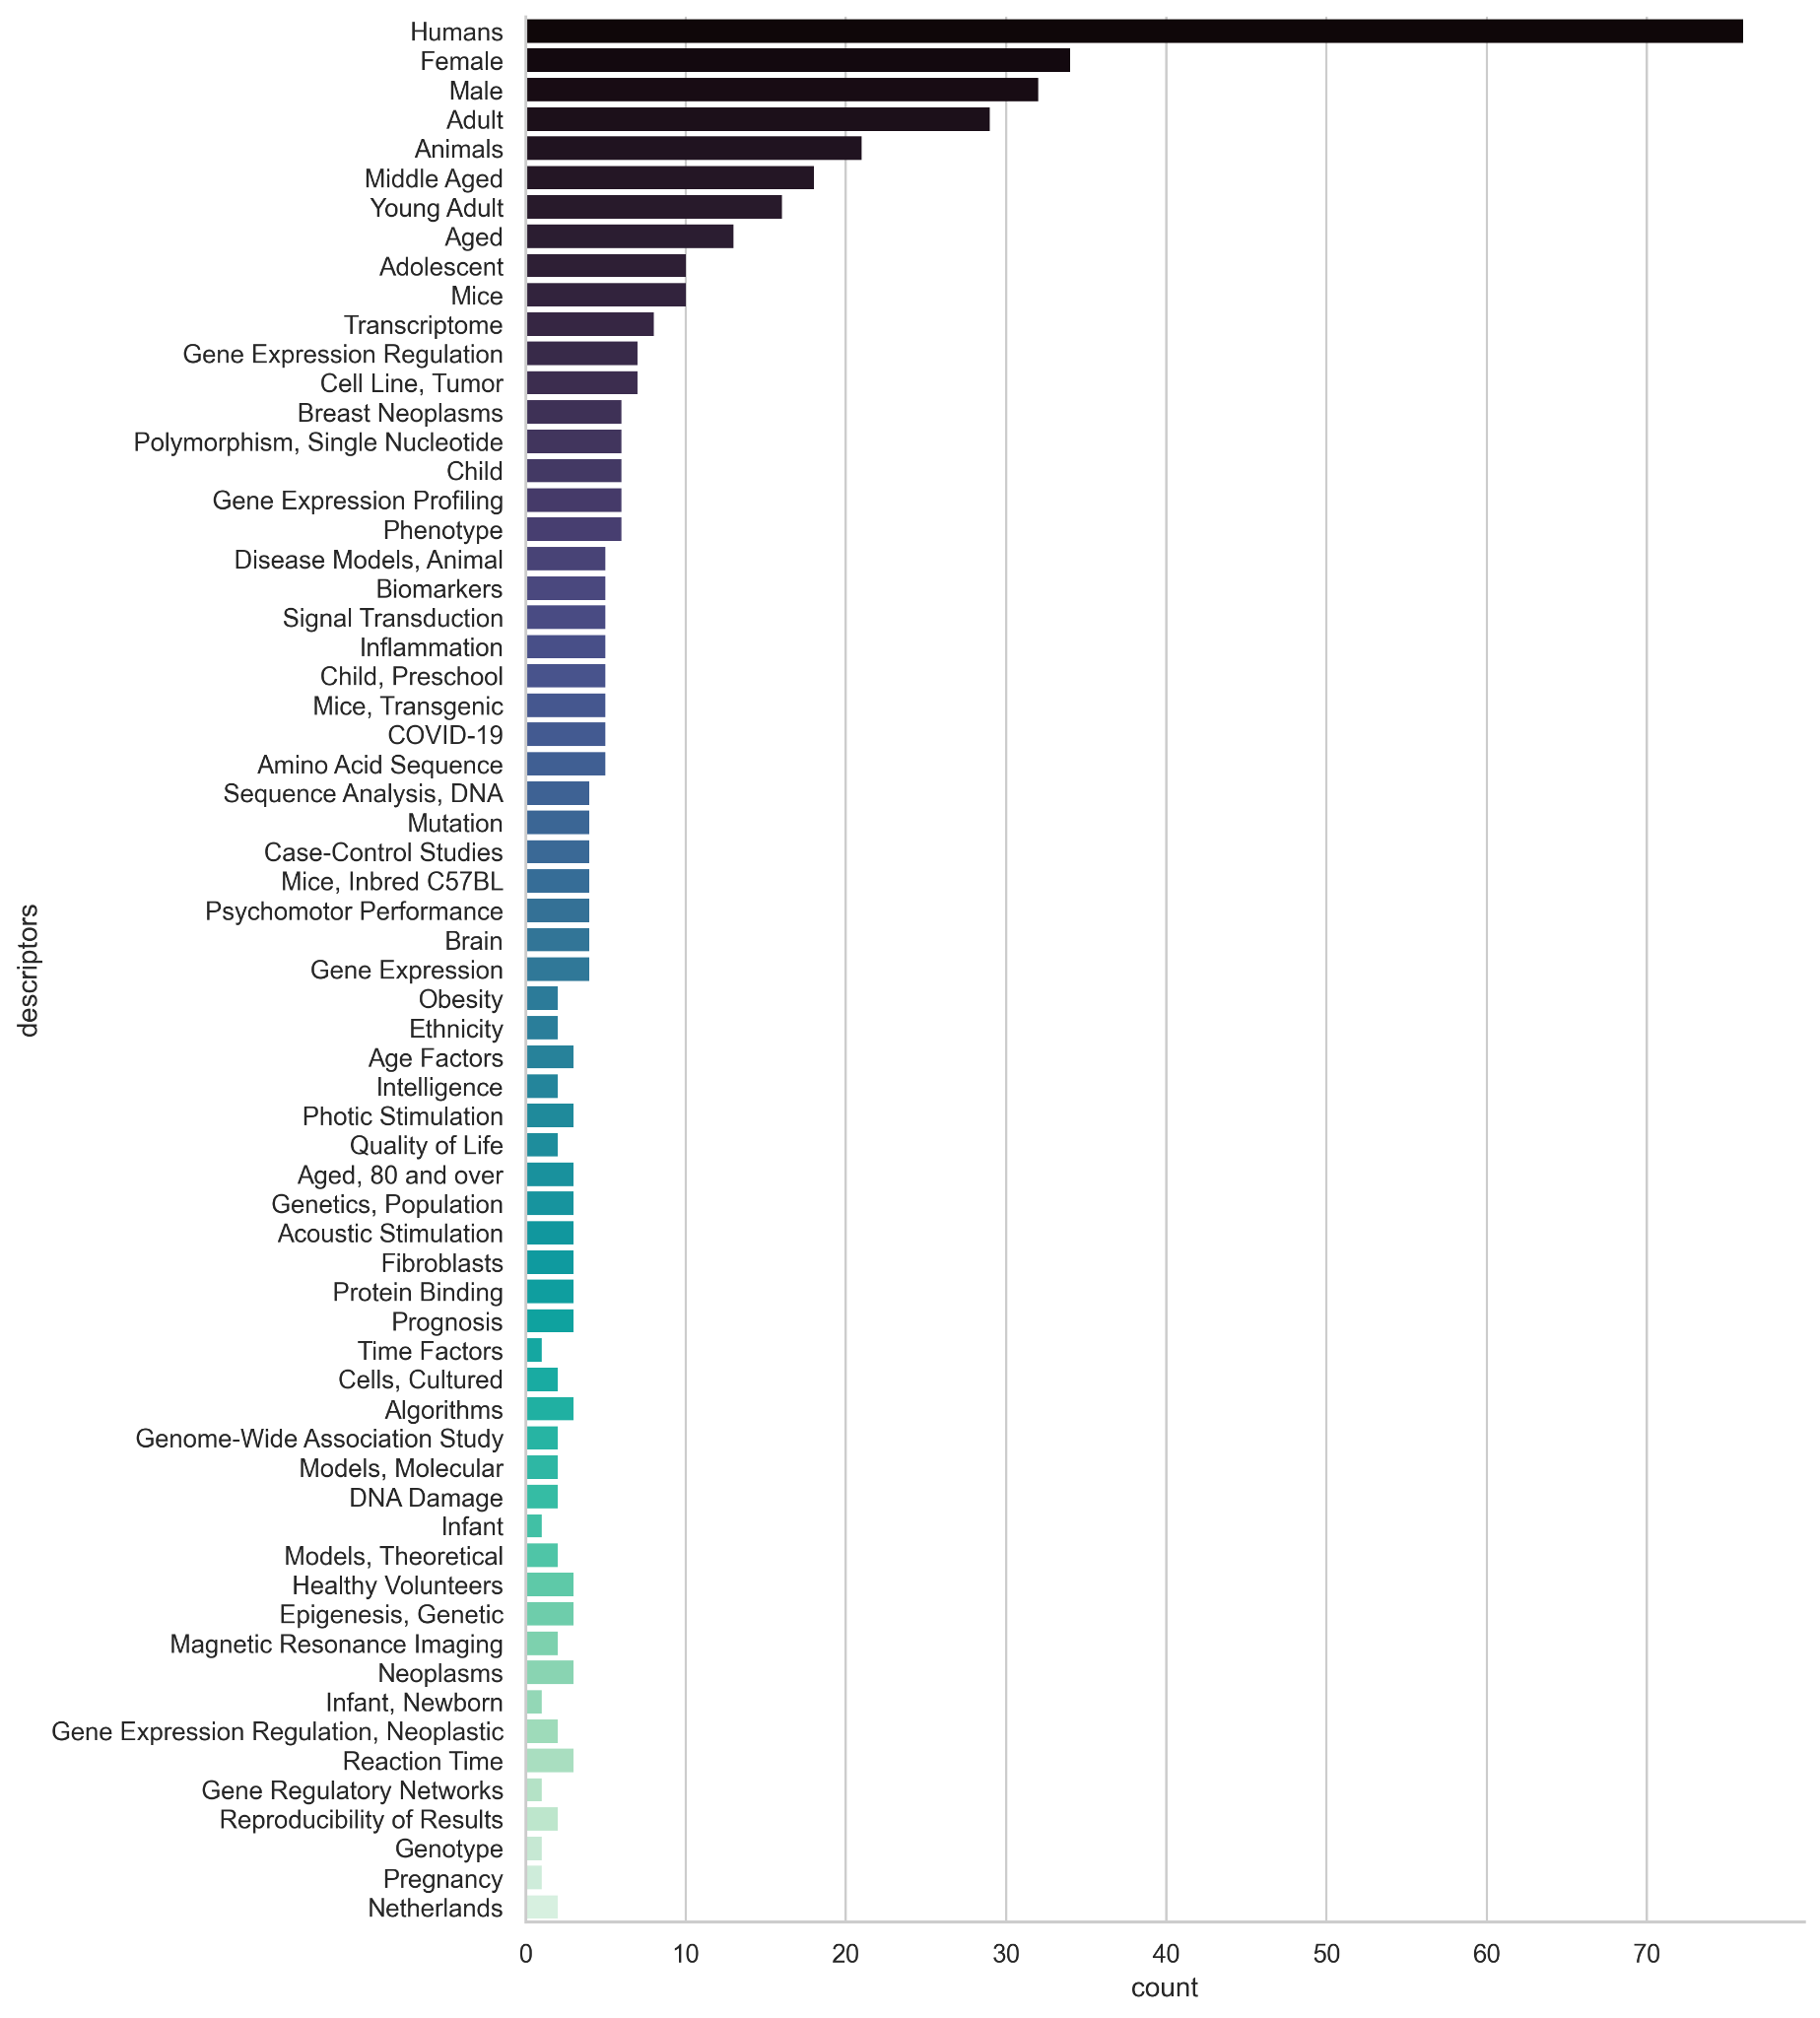 Humans
Female
Male
Adult
Animals
Middle Aged
Young Adult
Aged
Adolescent
Mice
Transcriptome
Gene Expression Regulation
Cell Line, Tumor
Breast Neoplasms
Polymorphism, Single Nucleotide
Child
Gene Expression Profiling
Phenotype
Disease Models, Animal
Biomarkers
Signal Transduction
Inflammation
Child, Preschool
Mice, Transgenic
COVID-19
Amino Acid Sequence
Sequence Analysis, DNA
Mutation
Case-Control Studies
Mice, Inbred C57BL
Psychomotor Performance
Brain
Gene Expression
Obesity
Ethnicity
Age Factors
Intelligence
Photic Stimulation
Quality of Life
Aged, 80 and over
Genetics, Population
Acoustic Stimulation
Fibroblasts
Protein Binding
Prognosis
Time Factors
Cells, Cultured
Algorithms
Genome-Wide Association Study
Models, Molecular
DNA Damage
Infant
Models, Theoretical
Healthy Volunteers
Epigenesis, Genetic
Magnetic Resonance Imaging
Neoplasms
Infant, Newborn
Gene Expression Regulation, Neoplastic
Reaction Time
Gene Regulatory Networks
Reproducibility of Results
Genotype
Pregnancy
Netherlands
descriptors
0 10 20 30 40 50 60 70
count